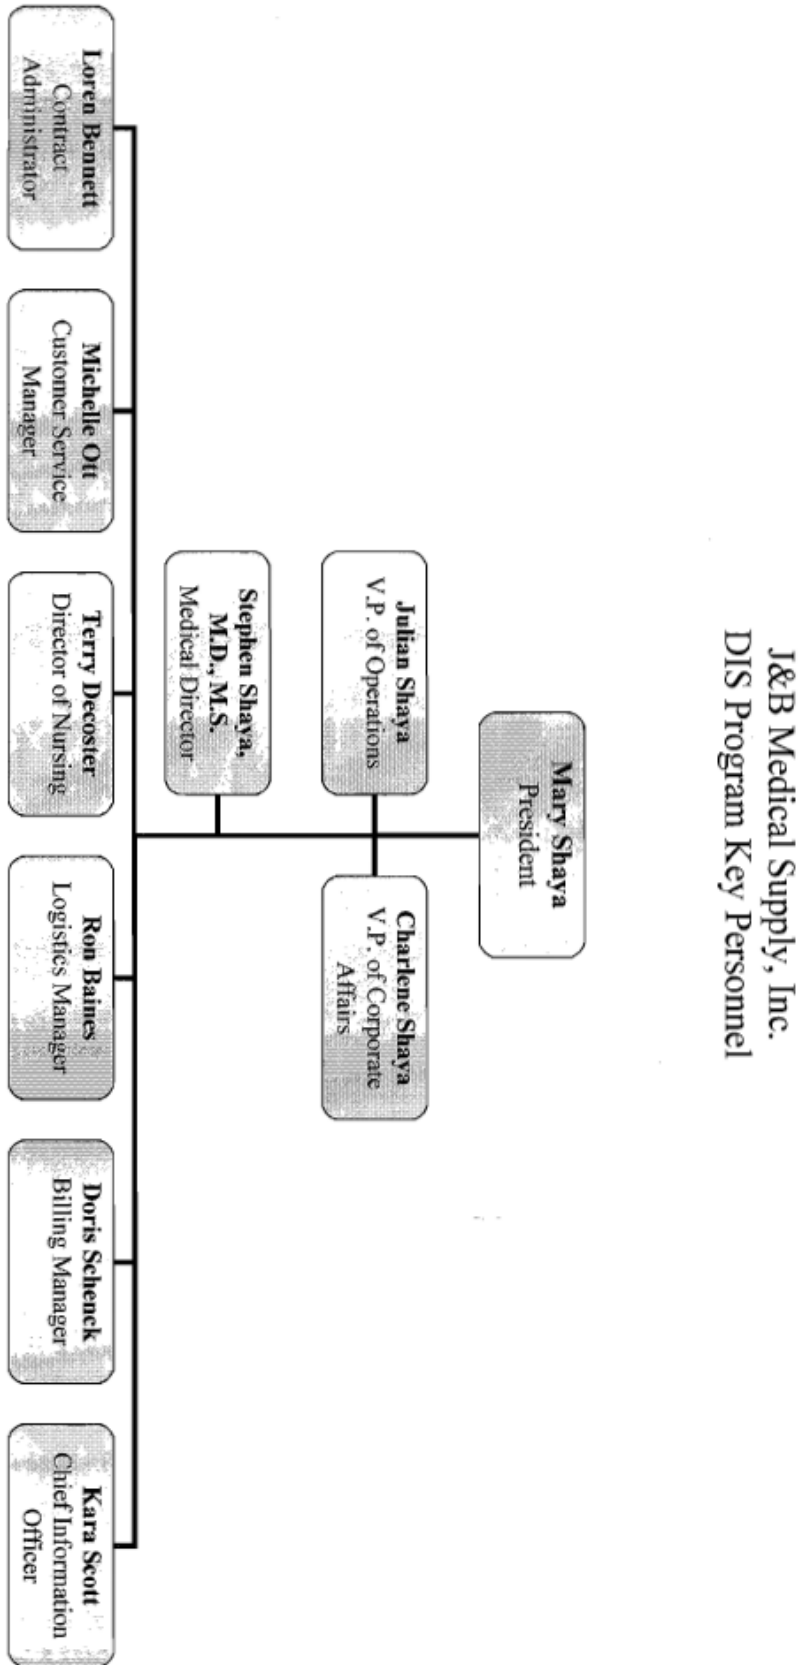 J&B Medical Supply, Inc.
DIS Program Key Personnel
Mary Shaya
President
Julian Shaya
V.P. of Operations
Charlene Shaya
V.P. of Corporate
Affairs
Stephen Shaya,
M.D., M.S.
Medical Director
Loren Bennett
Contract
Administrator
Michelle Ott
Customer Service
Manager
Terry Decoster
Director of Nursing
Ron Baines
Logistics Manager
Doris Schenck
Billing Manager
Kara Scott
Chief Information
Officer